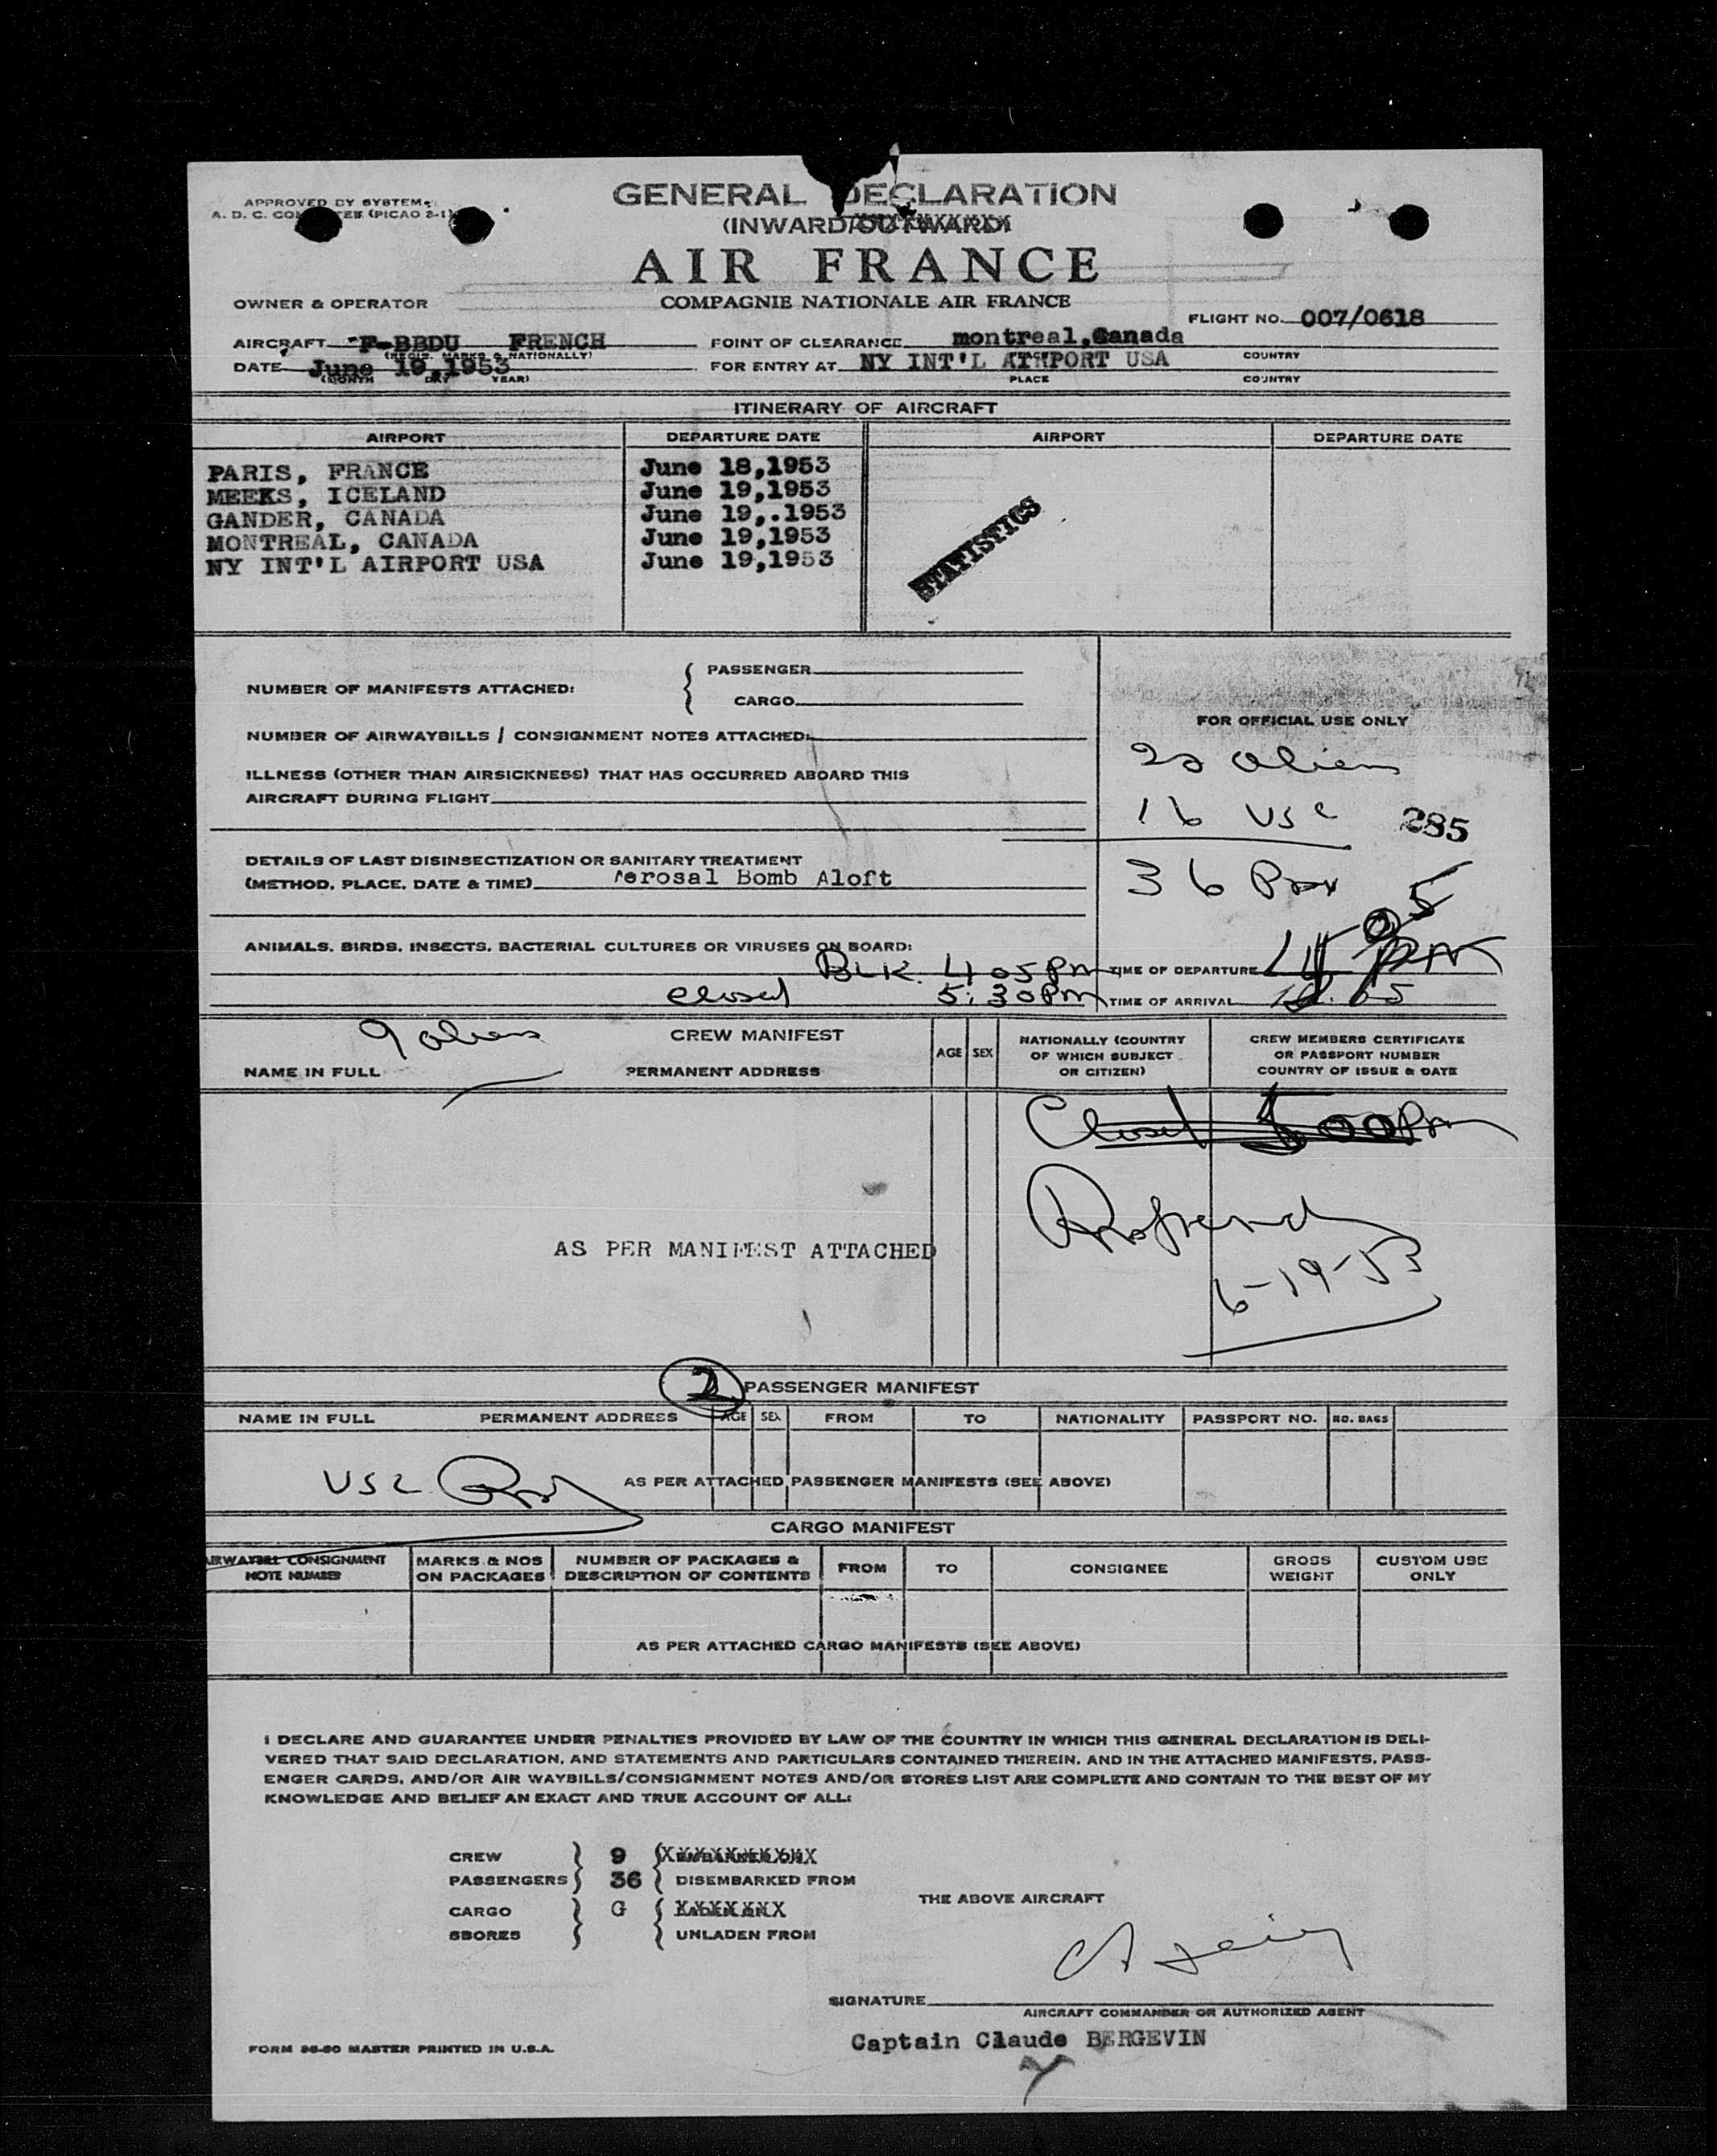 APPROVED BY SYSTEM
GENERAL DECLARATION
A. D. C. (PICAO 2-1)
(INWARD/OUTWARD)
AIR FRANCE
OWNER & OPERATOR
COMPAGNIE NATIONALE AIR FRANCE
FLIGHT NO. 007/0618
AIRCRAFT F-BBDU FRENCH POINT OF CLEARANCE montreal, Canada
(REGIS. MARKS & NATIONALLY) COUNTRY
DATE June 19,1953 FOR ENTRY AT NY INT'L AIRPORT USA
(MONTH DAY YEAR) PLACE COUNTRY
ITINERARY OF AIRCRAFT
AIRPORT DEPARTURE DATE AIRPORT DEPARTURE DATE
PARIS, FRANCE June 18,1953
MEEKS, ICELAND June 19,1953
GANDER, CANADA June 19,.1953
MONTREAL, CANADA June 19,1953
NY INT'L AIRPORT USA June 19,1953
STATISTICS
NUMBER OF MANIFESTS ATTACHED: PASSENGER
CARGO
FOR OFFICIAL USE ONLY
NUMBER OF AIRWAYBILLS / CONSIGNMENT NOTES ATTACHED:
ILLNESS (OTHER THAN AIRSICKNESS) THAT HAS OCCURRED ABOARD THIS
AIRCRAFT DURING FLIGHT
aliens
16 USC 285
36 Pax
DETAILS OF LAST DISINSECTIZATION OR SANITARY TREATMENT
(METHOD, PLACE, DATE & TIME) Aerosal Bomb Aloft
ANIMALS, BIRDS, INSECTS, BACTERIAL CULTURES OR VIRUSES ON BOARD:
BLK. 4 05 PM TIME OF DEPARTURE
closed 5:30 PM TIME OF ARRIVAL
9 aliens CREW MANIFEST
NAME IN FULL PERMANENT ADDRESS AGE SEX
NATIONALLY (COUNTRY
OF WHICH SUBJECT
OR CITIZEN)
CREW MEMBERS CERTIFICATE
OR PASSPORT NUMBER
COUNTRY OF ISSUE & DATE
Closed 5 00 Pm
AS PER MANIFEST ATTACHED
6-19-53
2 PASSENGER MANIFEST
NAME IN FULL PERMANENT ADDRESS AGE SEX FROM TO NATIONALITY PASSPORT NO. NO. BAGS
USC
AS PER ATTACHED PASSENGER MANIFESTS (SEE ABOVE)
CARGO MANIFEST
AIRWAYBILL CONSIGNMENT
NOTE NUMBER
MARKS & NOS
ON PACKAGES
NUMBER OF PACKAGES &
DESCRIPTION OF CONTENTS
FROM TO CONSIGNEE
GROSS
WEIGHT
CUSTOM USE
ONLY
AS PER ATTACHED CARGO MANIFESTS (SEE ABOVE)
I DECLARE AND GUARANTEE UNDER PENALTIES PROVIDED BY LAW OF THE COUNTRY IN WHICH THIS GENERAL DECLARATION IS DELI-
VERED THAT SAID DECLARATION, AND STATEMENTS AND PARTICULARS CONTAINED THEREIN, AND IN THE ATTACHED MANIFESTS, PASS-
ENGER CARDS, AND/OR AIR WAYBILLS/CONSIGNMENT NOTES AND/OR STORES LIST ARE COMPLETE AND CONTAIN TO THE BEST OF MY
KNOWLEDGE AND BELIEF AN EXACT AND TRUE ACCOUNT OF ALL:
CREW 9
PASSENGERS 36 DISEMBARKED FROM
THE ABOVE AIRCRAFT
CARGO G
SBORES UNLADEN FROM
SIGNATURE
AIRCRAFT COMMANDER OR AUTHORIZED AGENT
Captain Claude BERGEVIN
FORM 86-50 MASTER PRINTED IN U.S.A.